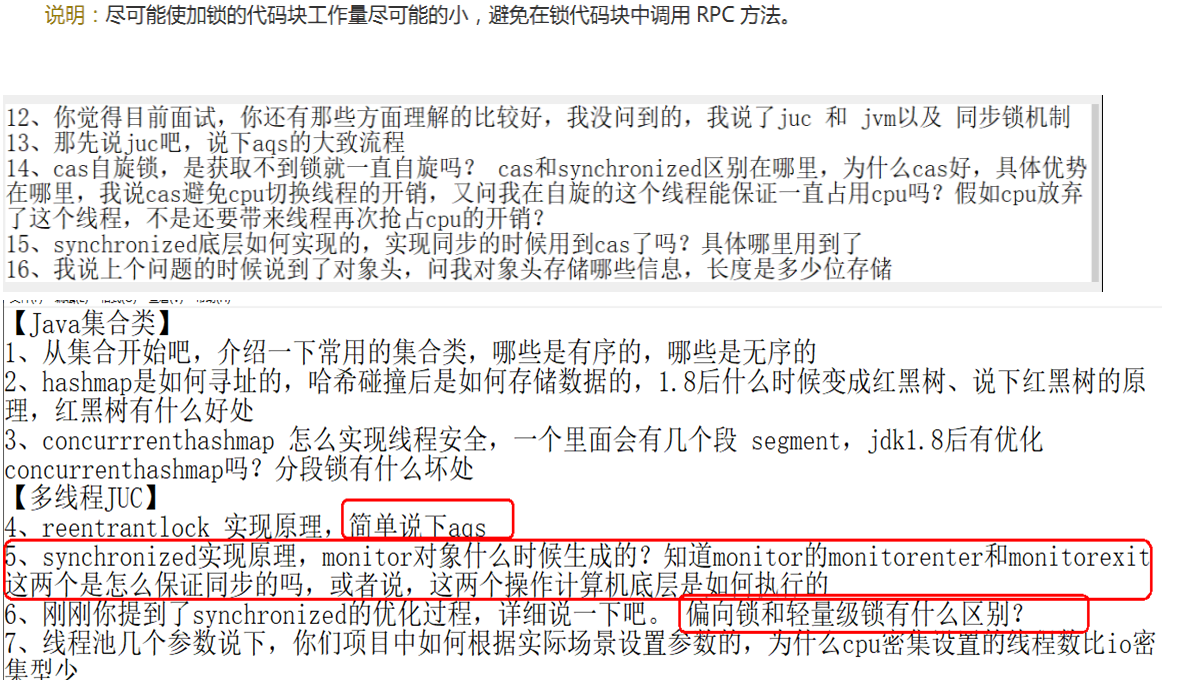 说明：尽可能使加锁的代码块工作量尽可能的小，避免在锁代码块中调用 RPC 方法。
12、你觉得目前面试，你还有那些方面理解的比较好，我没问到的，我说了juc 和 jvm以及 同步锁机制
13、那先说juc吧，说下aqs的大致流程
14、cas自旋锁，是获取不到锁就一直自旋吗？ cas和synchronized区别在哪里，为什么cas好，具体优势
在哪里，我说cas避免cpu切换线程的开销，又问我在自旋的这个线程能保证一直占用cpu吗？假如cpu放弃
了这个线程，不是还要带来线程再次抢占cpu的开销？
15、synchronized底层如何实现的，实现同步的时候用到cas了吗？具体哪里用到了
16、我说上个问题的时候说到了对象头，问我对象头存储哪些信息，长度是多少位存储
【Java集合类】
1、从集合开始吧，介绍一下常用的集合类，哪些是有序的，哪些是无序的
2、hashmap是如何寻址的，哈希碰撞后是如何存储数据的，1.8后什么时候变成红黑树、说下红黑树的原
理，红黑树有什么好处
3、concurrrenthashmap 怎么实现线程安全，一个里面会有几个段 segment，jdk1.8后有优化
concurrenthashmap吗？分段锁有什么坏处
【多线程JUC】
4、reentrantlock 实现原理，简单说下aqs
5、synchronized实现原理，monitor对象什么时候生成的？知道monitor的monitorenter和monitorexit
这两个是怎么保证同步的吗，或者说，这两个操作计算机底层是如何执行的
6、刚刚你提到了synchronized的优化过程，详细说一下吧。 偏向锁和轻量级锁有什么区别？
7、线程池几个参数说下，你们项目中如何根据实际场景设置参数的，为什么cpu密集设置的线程数比io密
集型少